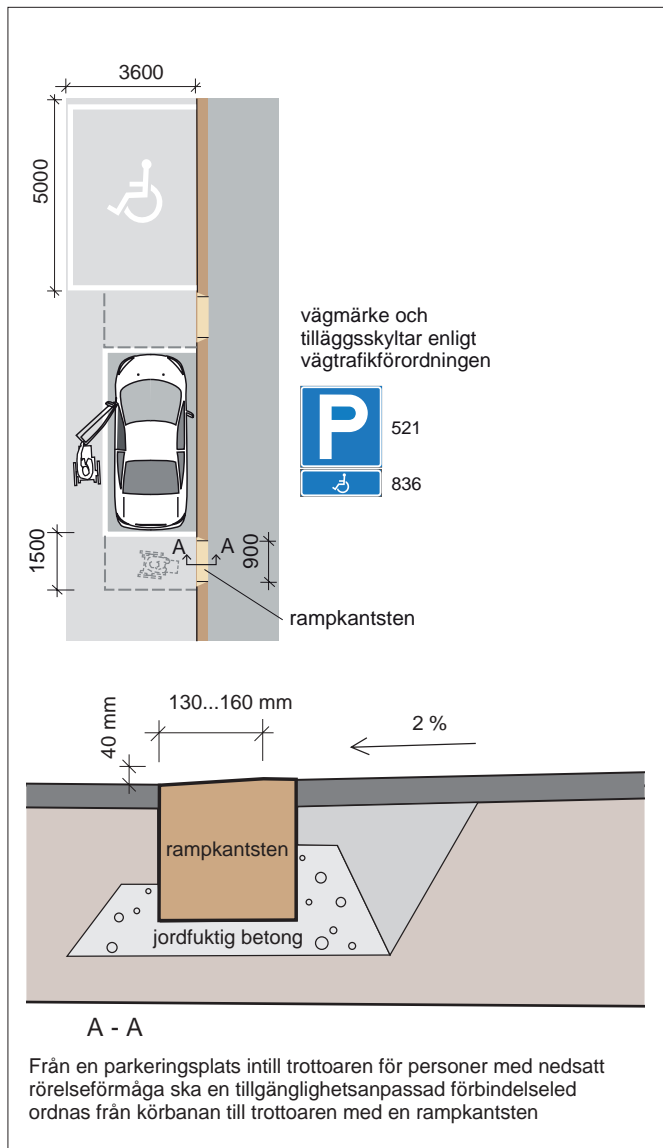 3600
5000
vägmärke och
tilläggsskyltar enligt
vägtrafikförordningen
P
521
836
1500
A
A
900
rampkantsten
130...160 mm
40 mm
2 %
rampkantsten
jordfuktig betong
A - A
Från en parkeringsplats intill trottoaren för personer med nedsatt
rörelseförmåga ska en tillgänglighetsanpassad förbindelseled
ordnas från körbanan till trottoaren med en rampkantsten